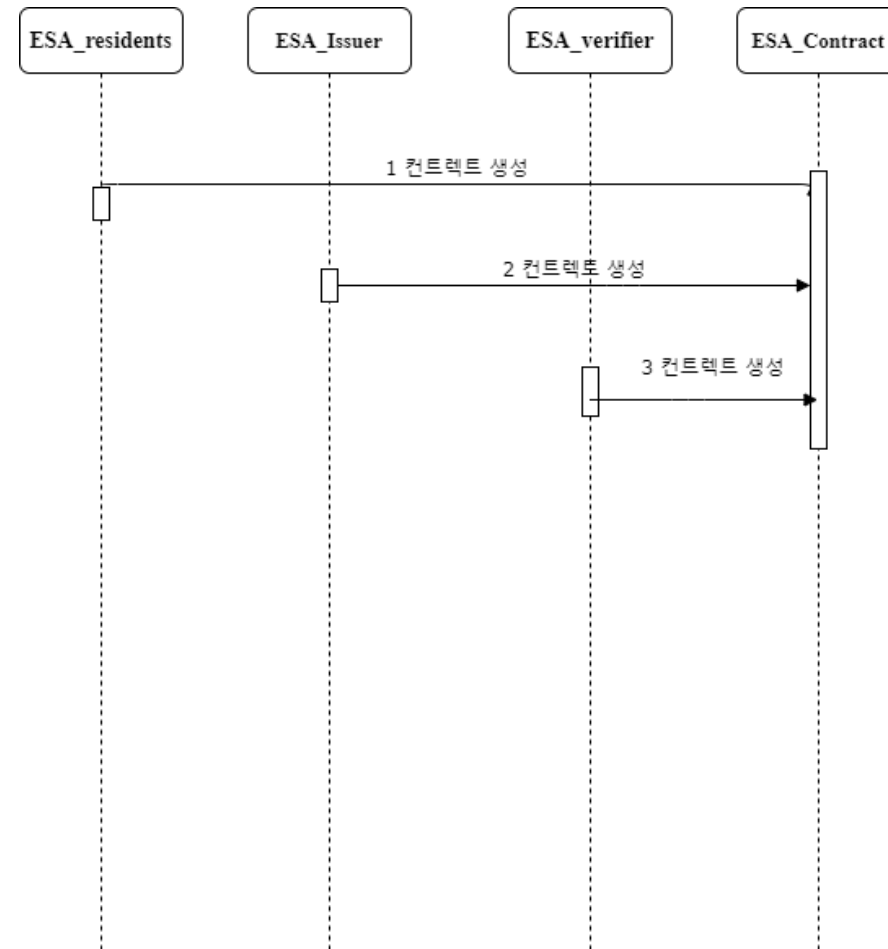 ESA_residents
ESA_Issuer
ESA_verifier
ESA_Contract
1 컨트렉트 생성
2 컨트렉토 생성
3 컨트렉트 생성